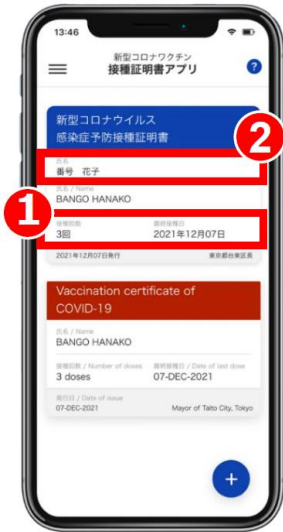 13:46
新型コロナワクチン
接種証明書アプリ
?
新型コロナウイルス
感染症予防接種証明書
2
氏名
番号 花子
氏名 / Name
BANGO HANAKO
1
接種回数 最終接種日
3回 2021年12月07日
2021年12月07日発行 東京都台東区長
Vaccination certificate of
COVID-19
氏名 / Name
BANGO HANAKO
接種回数 / Number of doses 最終接種日 / Date of last dose
3 doses 07-DEC-2021
発行日 / Date of issue
07-DEC-2021 Mayor of Taito City, Tokyo
+